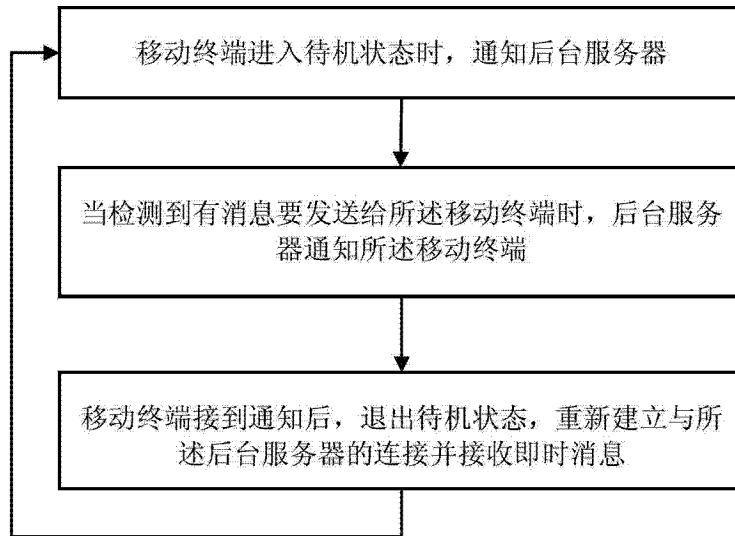 移动终端进入待机状态时，通知后台服务器
当检测到有消息要发送给所述移动终端时，后台服务
器通知所述移动终端
移动终端接到通知后，退出待机状态，重新建立与所
述后台服务器的连接并接收即时消息